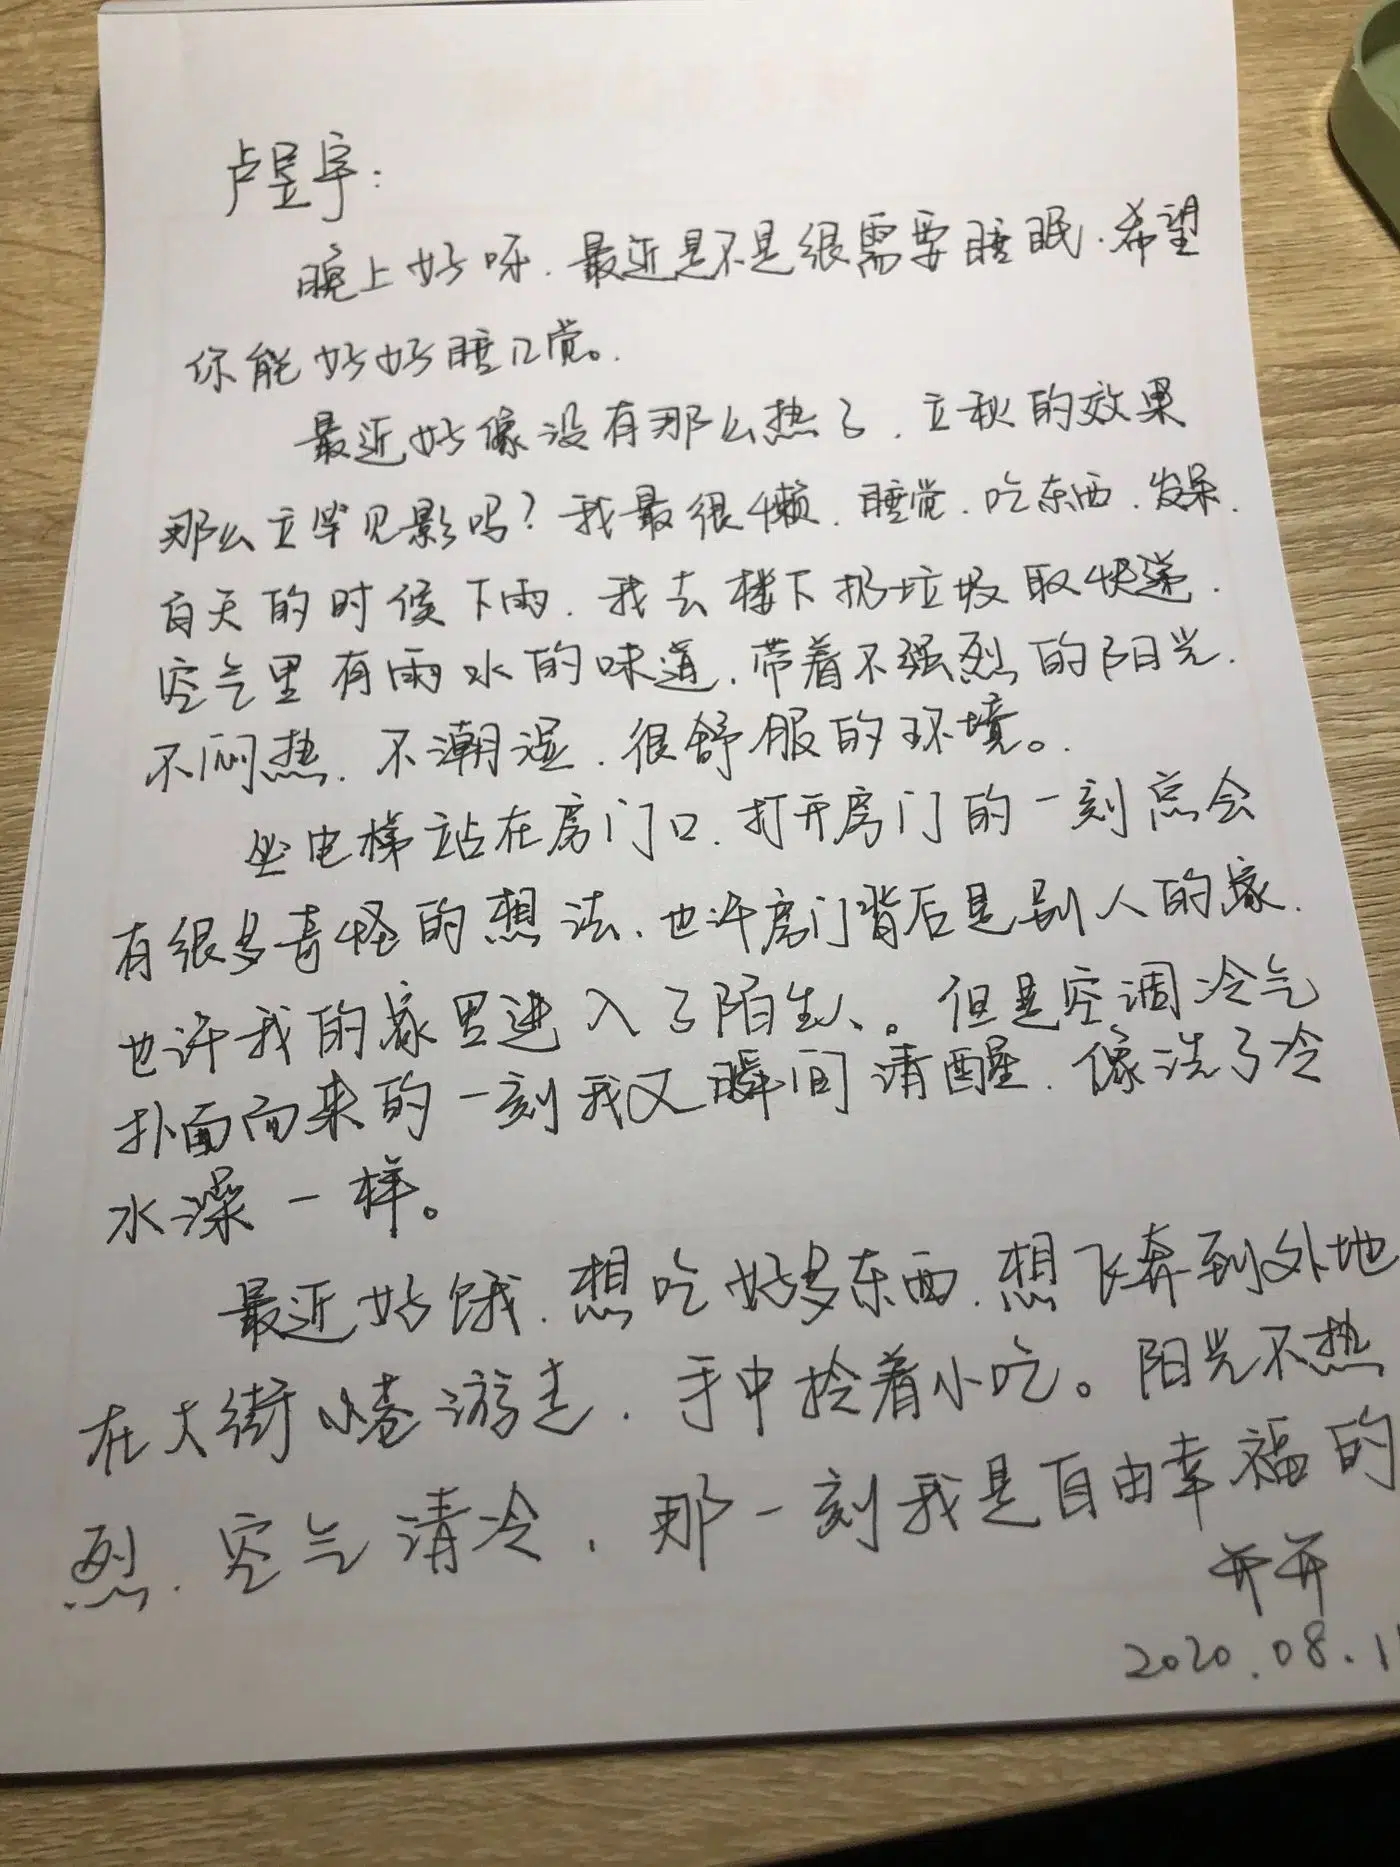 卢昱宇：
晚上好呀.最近是不是很需要睡眠.希望
你能好好睡几觉。
最近好像没有那么热了.立秋的效果
那么立竿见影吗？我最很懒.睡觉.吃东西.发呆.
白天的时候下雨.我去楼下扔垃圾取快递.
空气里有雨水的味道.带着不强烈的阳光.
不闷热.不潮湿.很舒服的环境。
坐电梯站在房门口.打开房门的一刻总会
有很多奇怪的想法.也许房门背后是别人的家.
也许我的家里进入了陌生人。但是空调冷气
扑面而来的一刻我又瞬间清醒.像洗了冷
水澡一样。
最近好饿.想吃好多东西.想飞奔到外地
在大街小巷游走.手中拎着小吃。阳光不热
烈.空气清冷.那一刻我是自由幸福的
开开
2020.08.1